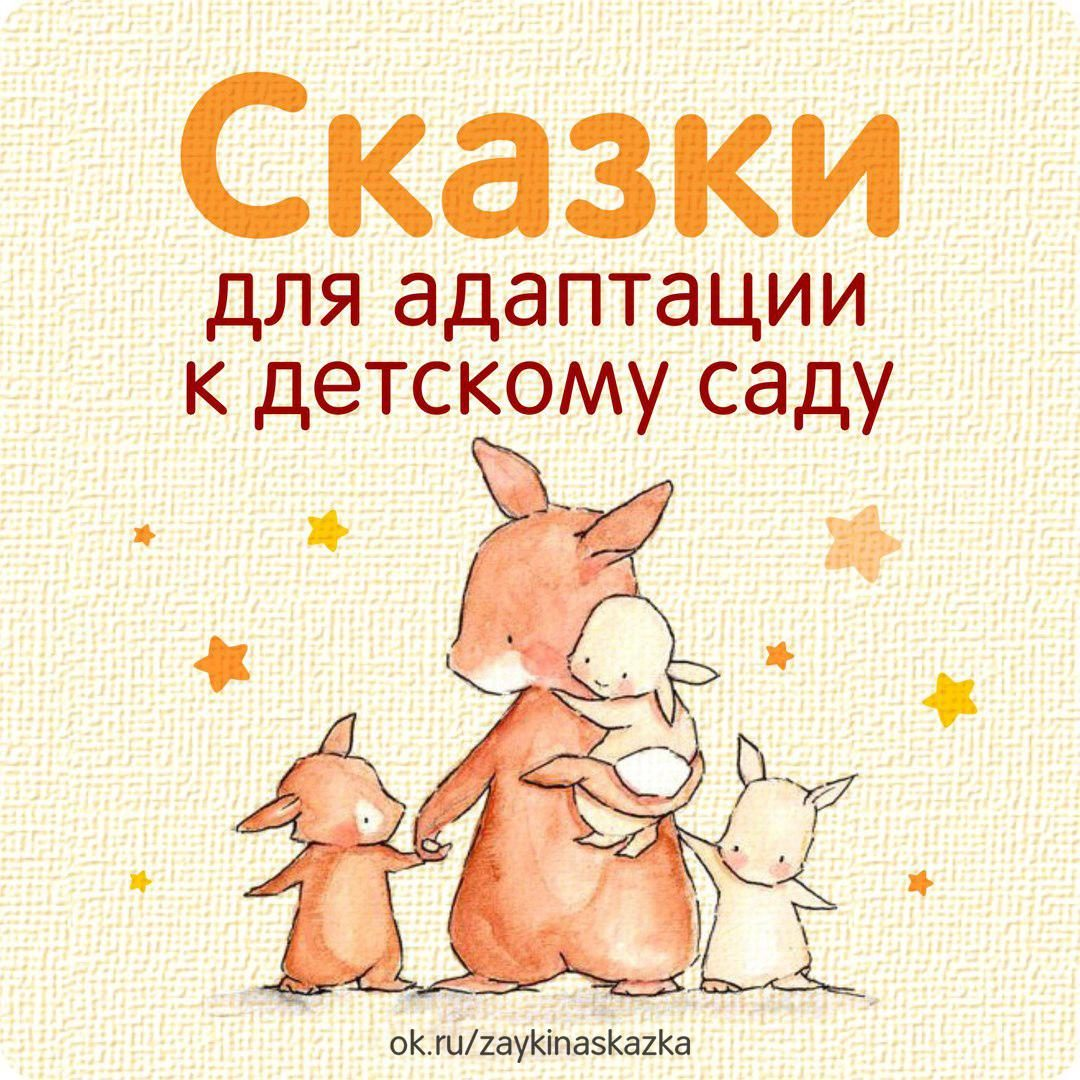 Сказки
для адаптации
к детскому саду
ok.ru/zaykinaskazka